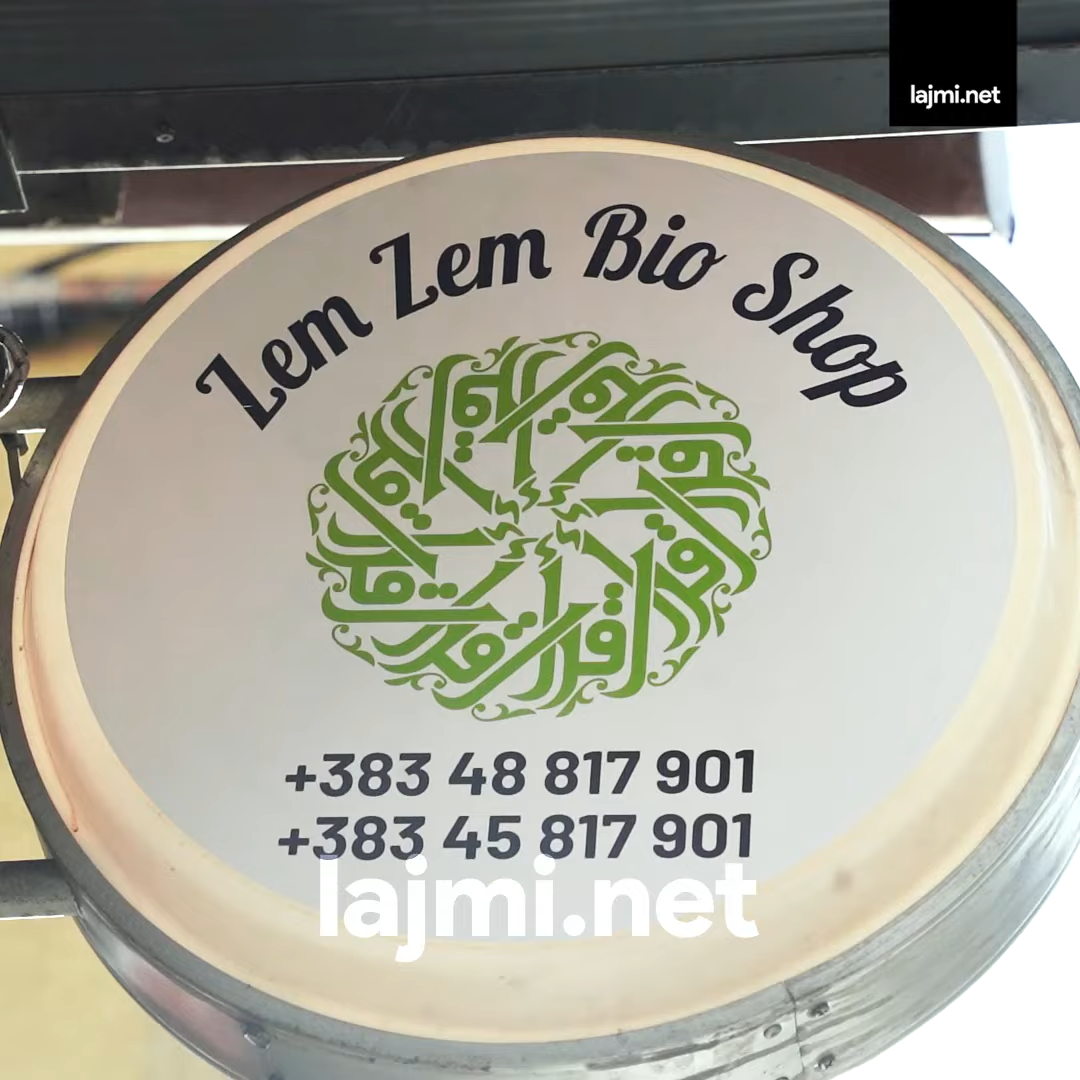 lajmi.net
Zem Zem Bio Shop
+383 48 817 901
+383 45 817 901
lajmi.net